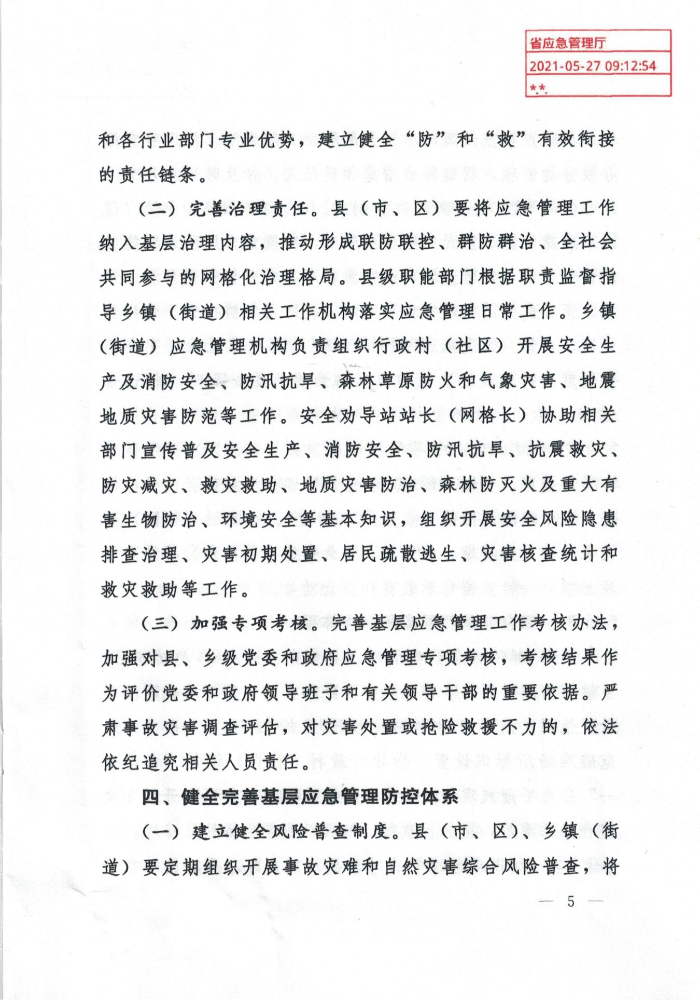 省应急管理厅
2021-05-27 09:12:54
**
和各行业部门专业优势，建立健全“防”和“救”有效衔接
的责任链条。
（二）完善治理责任。县（市、区）要将应急管理工作
纳入基层治理内容，推动形成联防联控、群防群治、全社会
共同参与的网格化治理格局。县级职能部门根据职责监督指
导乡镇（街道）相关工作机构落实应急管理日常工作。乡镇
（街道）应急管理机构负责组织行政村（社区）开展安全生
产及消防安全、防汛抗旱、森林草原防火和气象灾害、地震
地质灾害防范等工作。安全劝导站站长（网格长）协助相关
部门宣传普及安全生产、消防安全、防汛抗旱、抗震救灾、
防灾减灾、救灾救助、地质灾害防治、森林防灭火及重大有
害生物防治、环境安全等基本知识，组织开展安全风险隐患
排查治理、灾害初期处置、居民疏散逃生、灾害核查统计和
救灾救助等工作。
（三）加强专项考核。完善基层应急管理工作考核办法，
加强对县、乡级党委和政府应急管理专项考核，考核结果作
为评价党委和政府领导班子和有关领导干部的重要依据。严
肃事故灾害调查评估，对灾害处置或抢险救援不力的，依法
依纪追究相关人员责任。
四、健全完善基层应急管理防控体系
（一）建立健全风险普查制度。县（市、区）、乡镇（街
道）要定期组织开展事故灾难和自然灾害综合风险普查，将
— 5 —